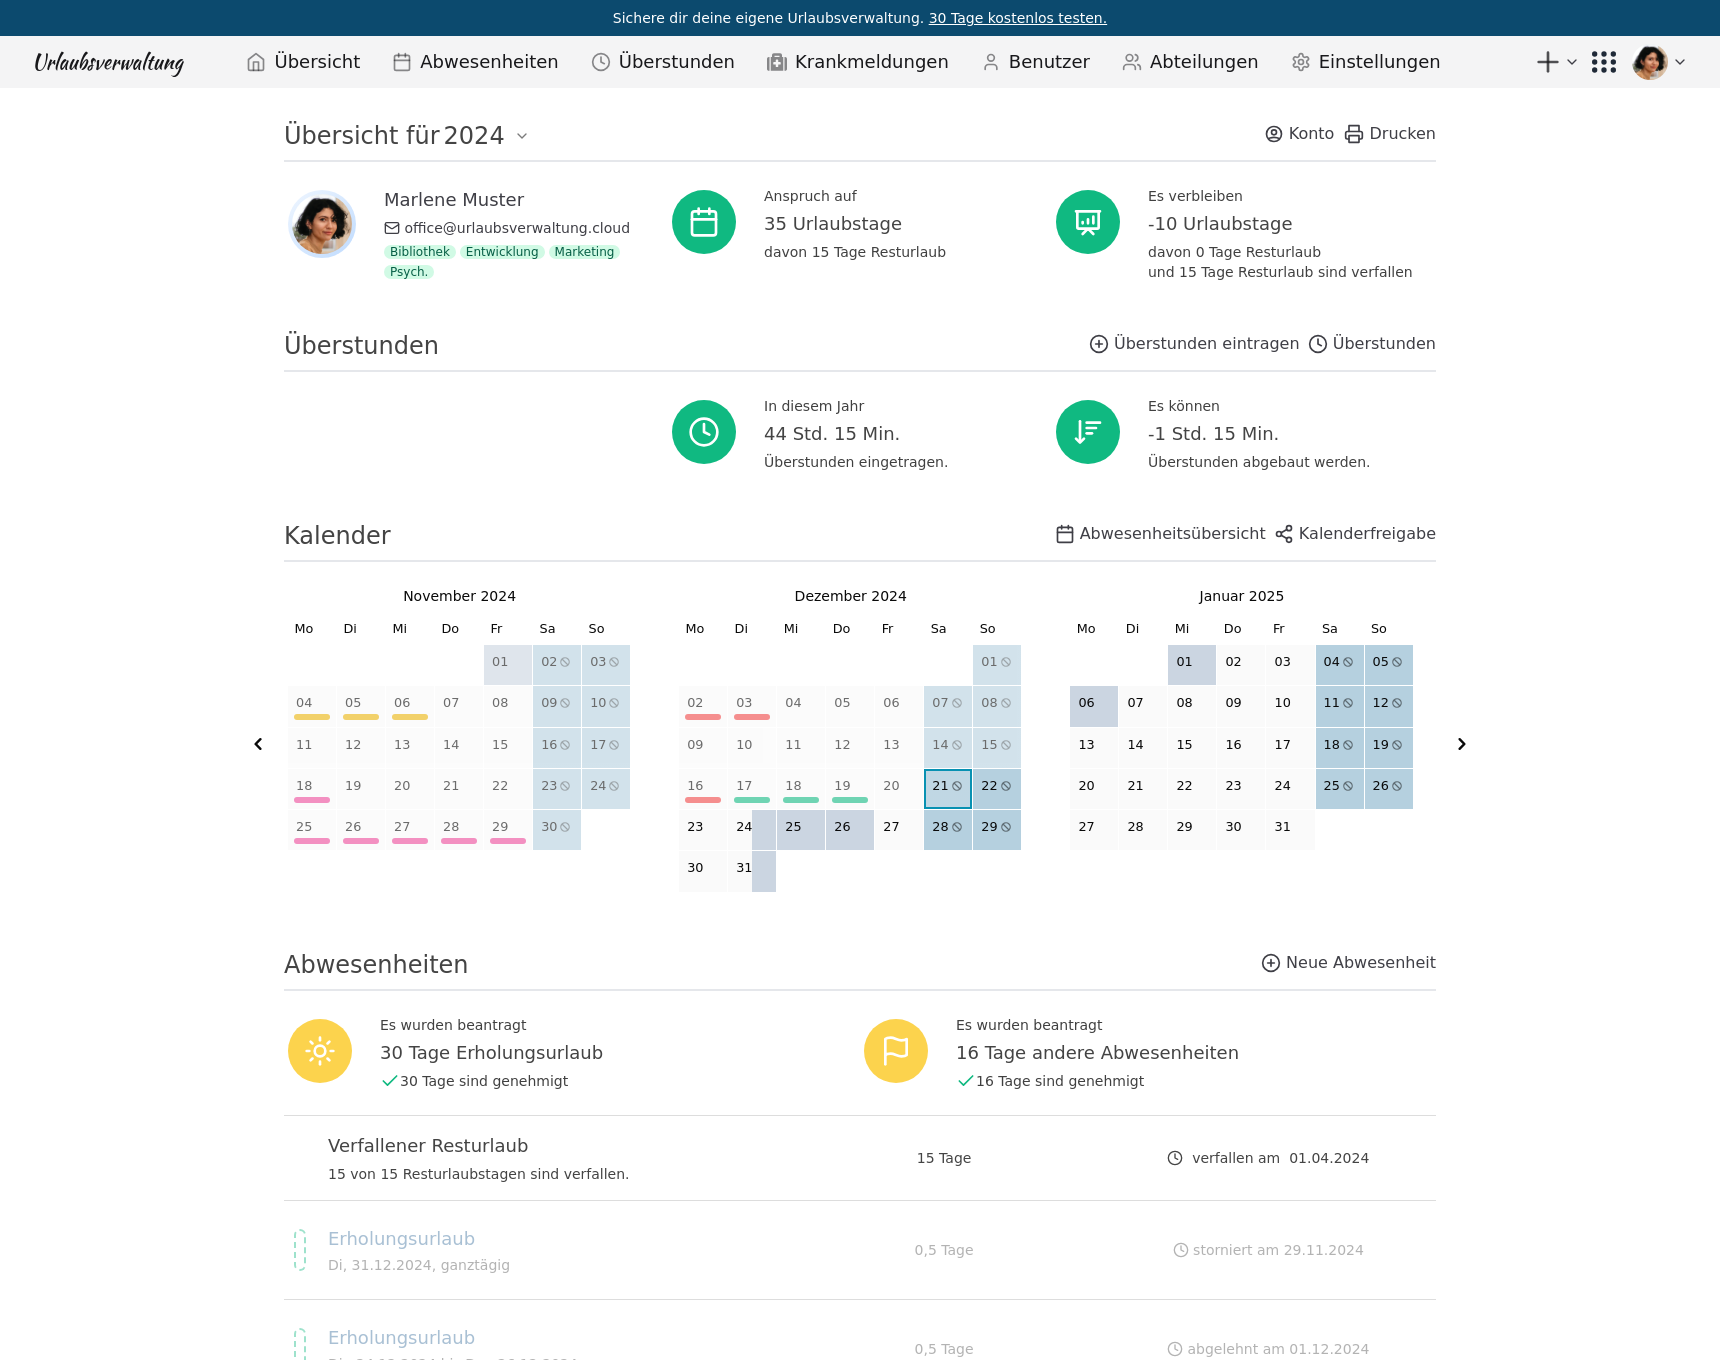 Sichere dir deine eigene Urlaubsverwaltung. 30 Tage kostenlos testen.
Urlaubsverwaltung Übersicht Abwesenheiten Überstunden Krankmeldungen Benutzer Abteilungen Einstellungen
Übersicht für 2024 Konto Drucken
Marlene Muster
office@urlaubsverwaltung.cloud
Bibliothek Entwicklung Marketing
Psych.
Anspruch auf
35 Urlaubstage
davon 15 Tage Resturlaub
Es verbleiben
-10 Urlaubstage
davon 0 Tage Resturlaub
und 15 Tage Resturlaub sind verfallen
Überstunden Überstunden eintragen Überstunden
In diesem Jahr
44 Std. 15 Min.
Überstunden eingetragen.
Es können
-1 Std. 15 Min.
Überstunden abgebaut werden.
Kalender Abwesenheitsübersicht Kalenderfreigabe
November 2024
Mo Di Mi Do Fr Sa So
01 02 03
04 05 06 07 08 09 10
11 12 13 14 15 16 17
18 19 20 21 22 23 24
25 26 27 28 29 30
Dezember 2024
Mo Di Mi Do Fr Sa So
01
02 03 04 05 06 07 08
09 10 11 12 13 14 15
16 17 18 19 20 21 22
23 24 25 26 27 28 29
30 31
Januar 2025
Mo Di Mi Do Fr Sa So
01 02 03 04 05
06 07 08 09 10 11 12
13 14 15 16 17 18 19
20 21 22 23 24 25 26
27 28 29 30 31
Abwesenheiten Neue Abwesenheit
Es wurden beantragt
30 Tage Erholungsurlaub
30 Tage sind genehmigt
Es wurden beantragt
16 Tage andere Abwesenheiten
16 Tage sind genehmigt
Verfallener Resturlaub
15 von 15 Resturlaubstagen sind verfallen.
15 Tage
verfallen am 01.04.2024
Erholungsurlaub
Di, 31.12.2024, ganztägig
0,5 Tage
storniert am 29.11.2024
Erholungsurlaub
0,5 Tage
abgelehnt am 01.12.2024